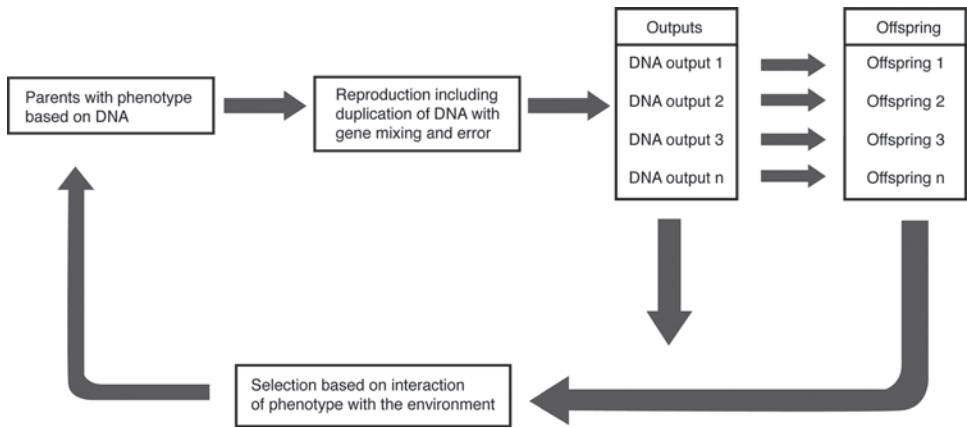 Parents with phenotype
based on DNA
Reproduction including
duplication of DNA with
gene mixing and error
Outputs
DNA output 1
DNA output 2
DNA output 3
DNA output n
Offspring
Offspring 1
Offspring 2
Offspring 3
Offspring n
Selection based on interaction
of phenotype with the environment